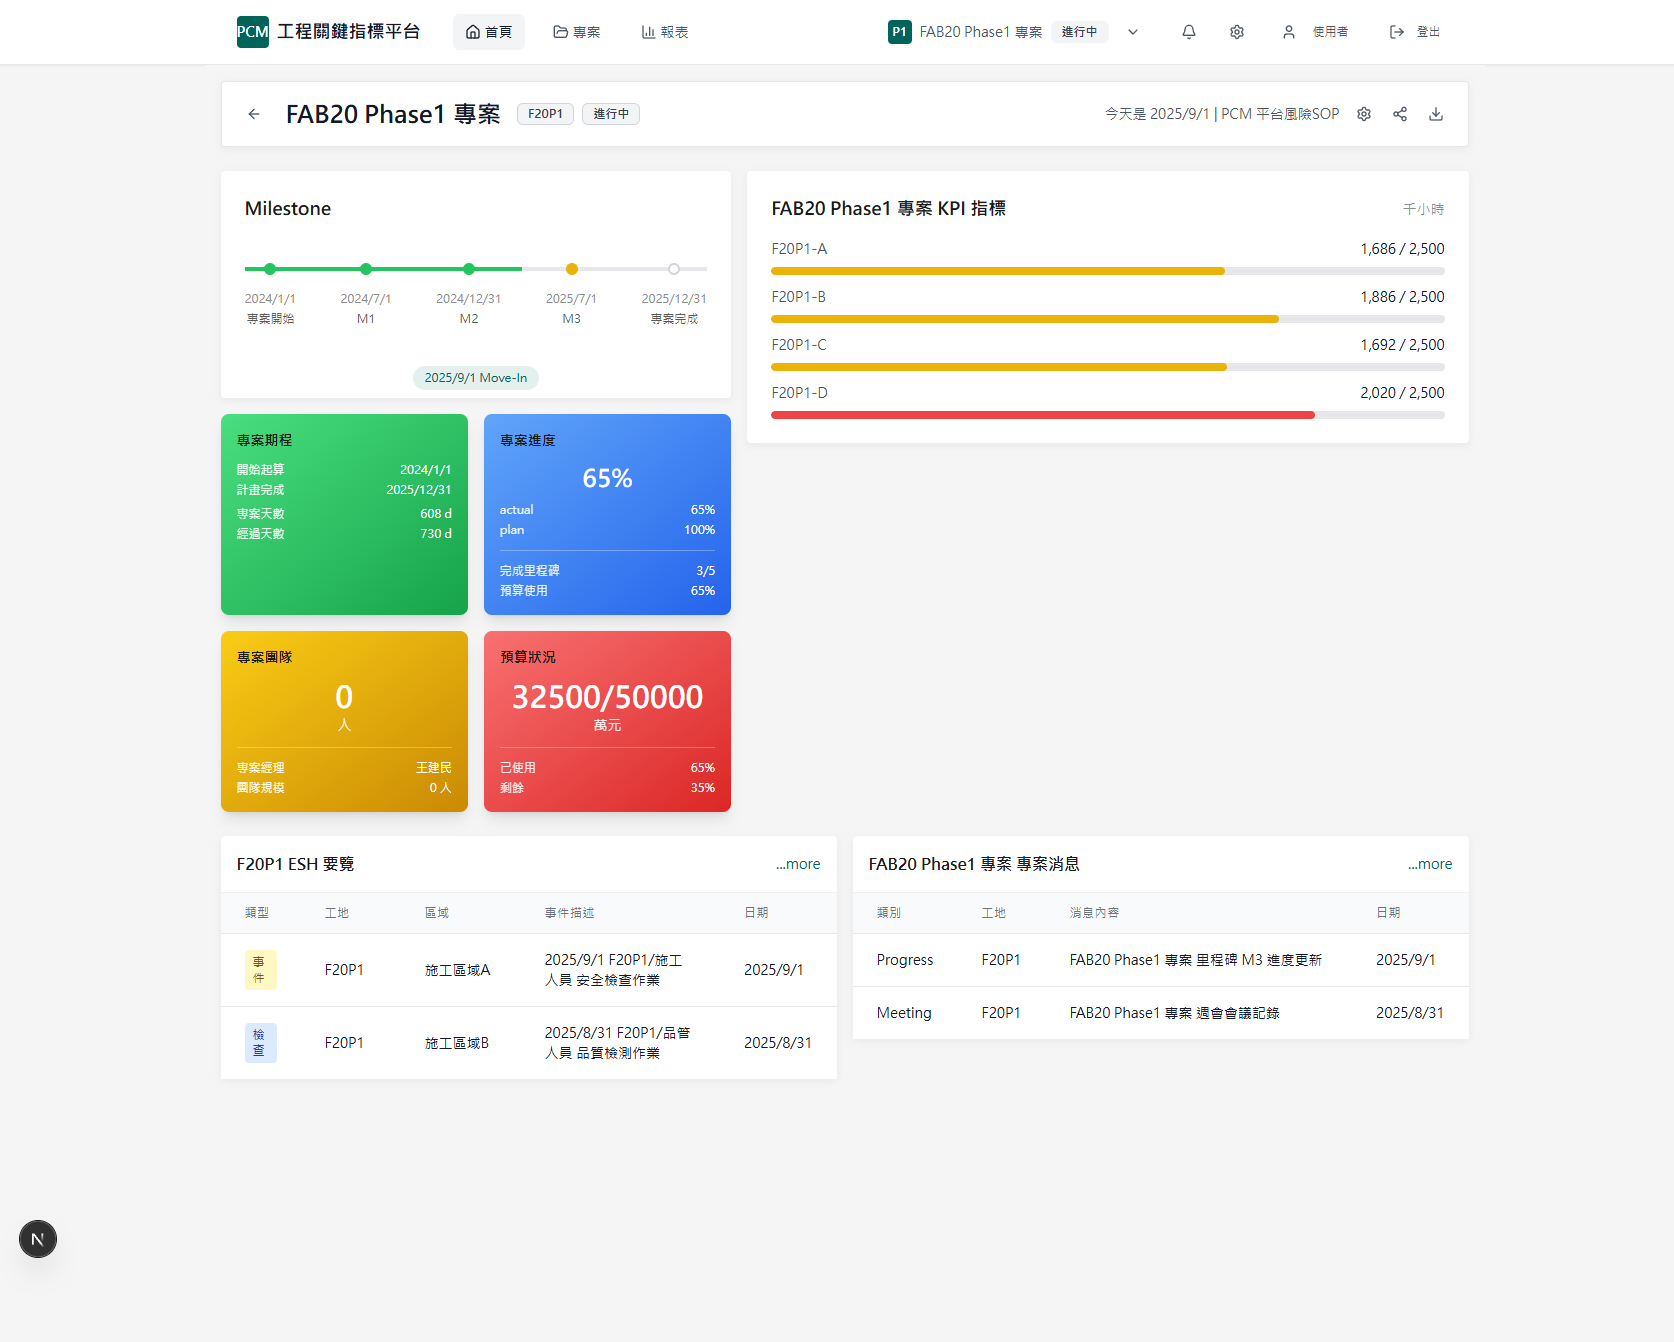 PCM 工程關鍵指標平台 首頁 專案 報表 P1 FAB20 Phase1 專案 進行中 使用者 登出
FAB20 Phase1 專案 F20P1 進行中 今天是 2025/9/1 | PCM 平台風險SOP
Milestone
2024/1/1 2024/7/1 2024/12/31 2025/7/1 2025/12/31
專案開始 M1 M2 M3 專案完成
2025/9/1 Move-In
FAB20 Phase1 專案 KPI 指標 千小時
F20P1-A 1,686 / 2,500
F20P1-B 1,886 / 2,500
F20P1-C 1,692 / 2,500
F20P1-D 2,020 / 2,500
專案期程
開始起算 2024/1/1
計畫完成 2025/12/31
專案天數 608 d
經過天數 730 d
專案進度
65%
actual 65%
plan 100%
完成里程碑 3/5
預算使用 65%
專案團隊
0
人
專案經理 王建民
團隊規模 0 人
預算狀況
32500/50000
萬元
已使用 65%
剩餘 35%
F20P1 ESH 要覽 ...more
類型 工地 區域 事件描述 日期
事件 F20P1 施工區域A 2025/9/1 F20P1/施工
人員 安全檢查作業 2025/9/1
檢查 F20P1 施工區域B 2025/8/31 F20P1/品管
人員 品質檢測作業 2025/8/31
FAB20 Phase1 專案 專案消息 ...more
類別 工地 消息內容 日期
Progress F20P1 FAB20 Phase1 專案 里程碑 M3 進度更新 2025/9/1
Meeting F20P1 FAB20 Phase1 專案 週會會議記錄 2025/8/31
N